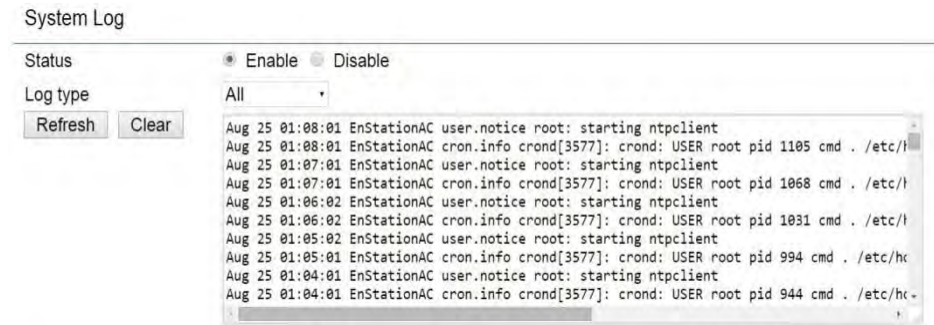 System Log
Status Enable Disable
Log type All
Refresh Clear
Aug 25 01:08:01 EnStationAC user.notice root: starting ntpclient
Aug 25 01:08:01 EnStationAC cron.info crond[3577]: crond: USER root pid 1105 cmd . /etc/
Aug 25 01:07:01 EnStationAC user.notice root: starting ntpclient
Aug 25 01:07:01 EnStationAC cron.info crond[3577]: crond: USER root pid 1068 cmd . /etc/
Aug 25 01:06:02 EnStationAC user.notice root: starting ntpclient
Aug 25 01:06:02 EnStationAC cron.info crond[3577]: crond: USER root pid 1031 cmd . /etc/
Aug 25 01:05:02 EnStationAC user.notice root: starting ntpclient
Aug 25 01:05:01 EnStationAC cron.info crond[3577]: crond: USER root pid 994 cmd . /etc/
Aug 25 01:04:01 EnStationAC user.notice root: starting ntpclient
Aug 25 01:04:01 EnStationAC cron.info crond[3577]: crond: USER root pid 944 cmd . /etc/